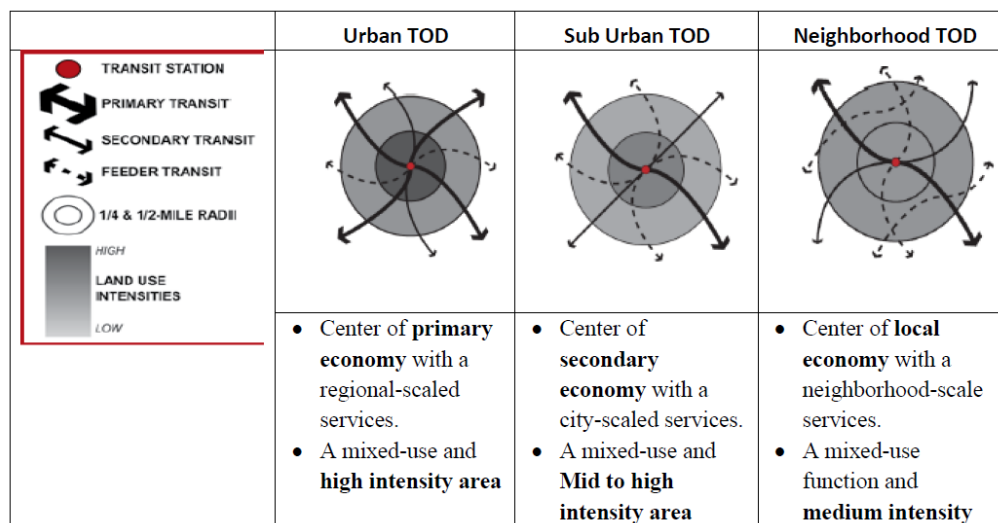 Urban TOD
Sub Urban TOD
Neighborhood TOD
TRANSIT STATION
PRIMARY TRANSIT
SECONDARY TRANSIT
FEEDER TRANSIT
1/4 & 1/2-MILE RADII
HIGH
LAND USE
INTENSITIES
LOW
• Center of primary
economy with a
regional-scaled
services.
• A mixed-use and
high intensity area
• Center of
secondary
economy with a
city-scaled services.
• A mixed-use and
Mid to high
intensity area
• Center of local
economy with a
neighborhood-scale
services.
• A mixed-use
function and
medium intensity